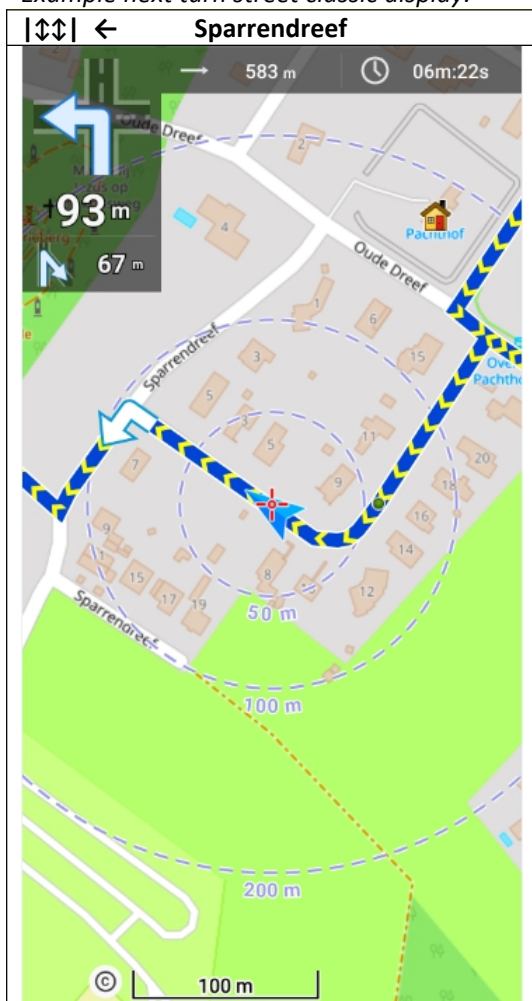 Example next turn street classic display:
|↕↕| ← Sparrendreef
→ 583 m 06m:22s
93 m
67 m
Oude Dreef
2
4
Pachthof
Oude Dreef
1
6
15
Sparrendreef
3
5
3
5
11
9
7
20
18
16
14
12
8
9
1
15
17
19
Sparrendreef
50 m
100 m
200 m
©
100 m